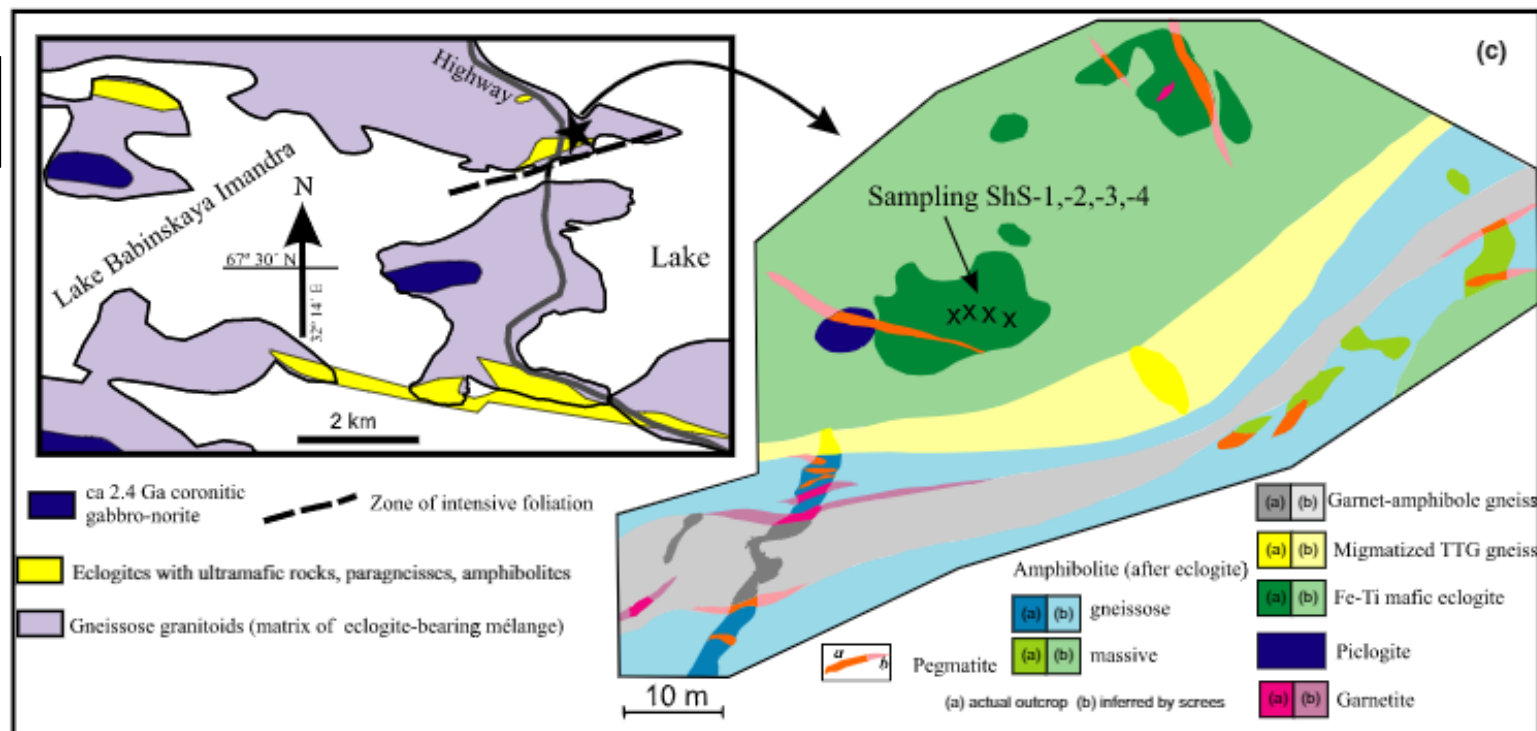 (c)
Highway
Lake Babinskaya Imandra
N
67° 30´ N
32° 14´ E
Lake
2 km
Sampling ShS-1,-2,-3,-4
x x x x
ca 2.4 Ga coronitic
gabbro-norite
Zone of intensive foliation
Eclogites with ultramafic rocks, paragneisses, amphibolites
Gneissose granitoids (matrix of eclogite-bearing mélange)
10 m
a b
Pegmatite
Amphibolite (after eclogite)
(a) (b) gneissose
(a) (b) massive
(a) actual outcrop (b) inferred by screes
(a) (b) Garnet-amphibole gneiss
(a) (b) Migmatized TTG gneiss
(a) (b) Fe-Ti mafic eclogite
Piclogite
(a) (b) Garnetite